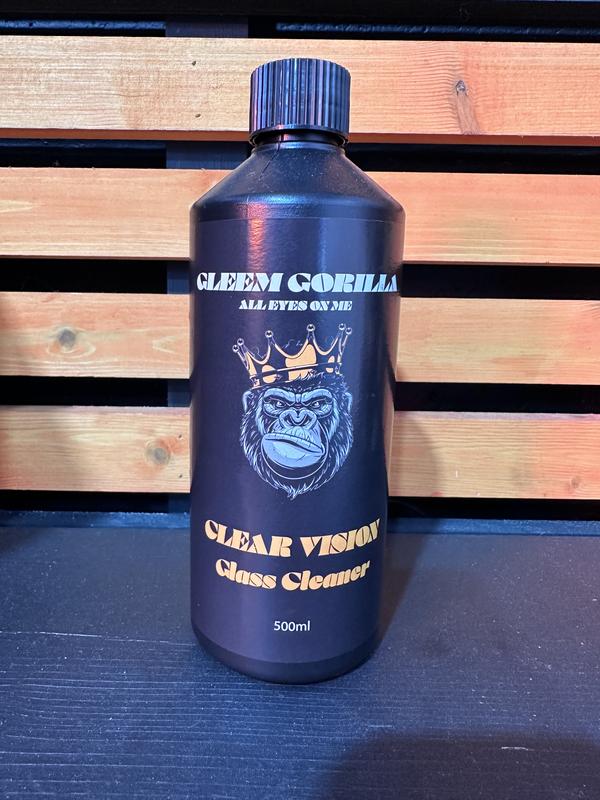 GLEEM GORILLA
ALL EYES ON ME
CLEAR VISION
Glass Cleaner
500ml